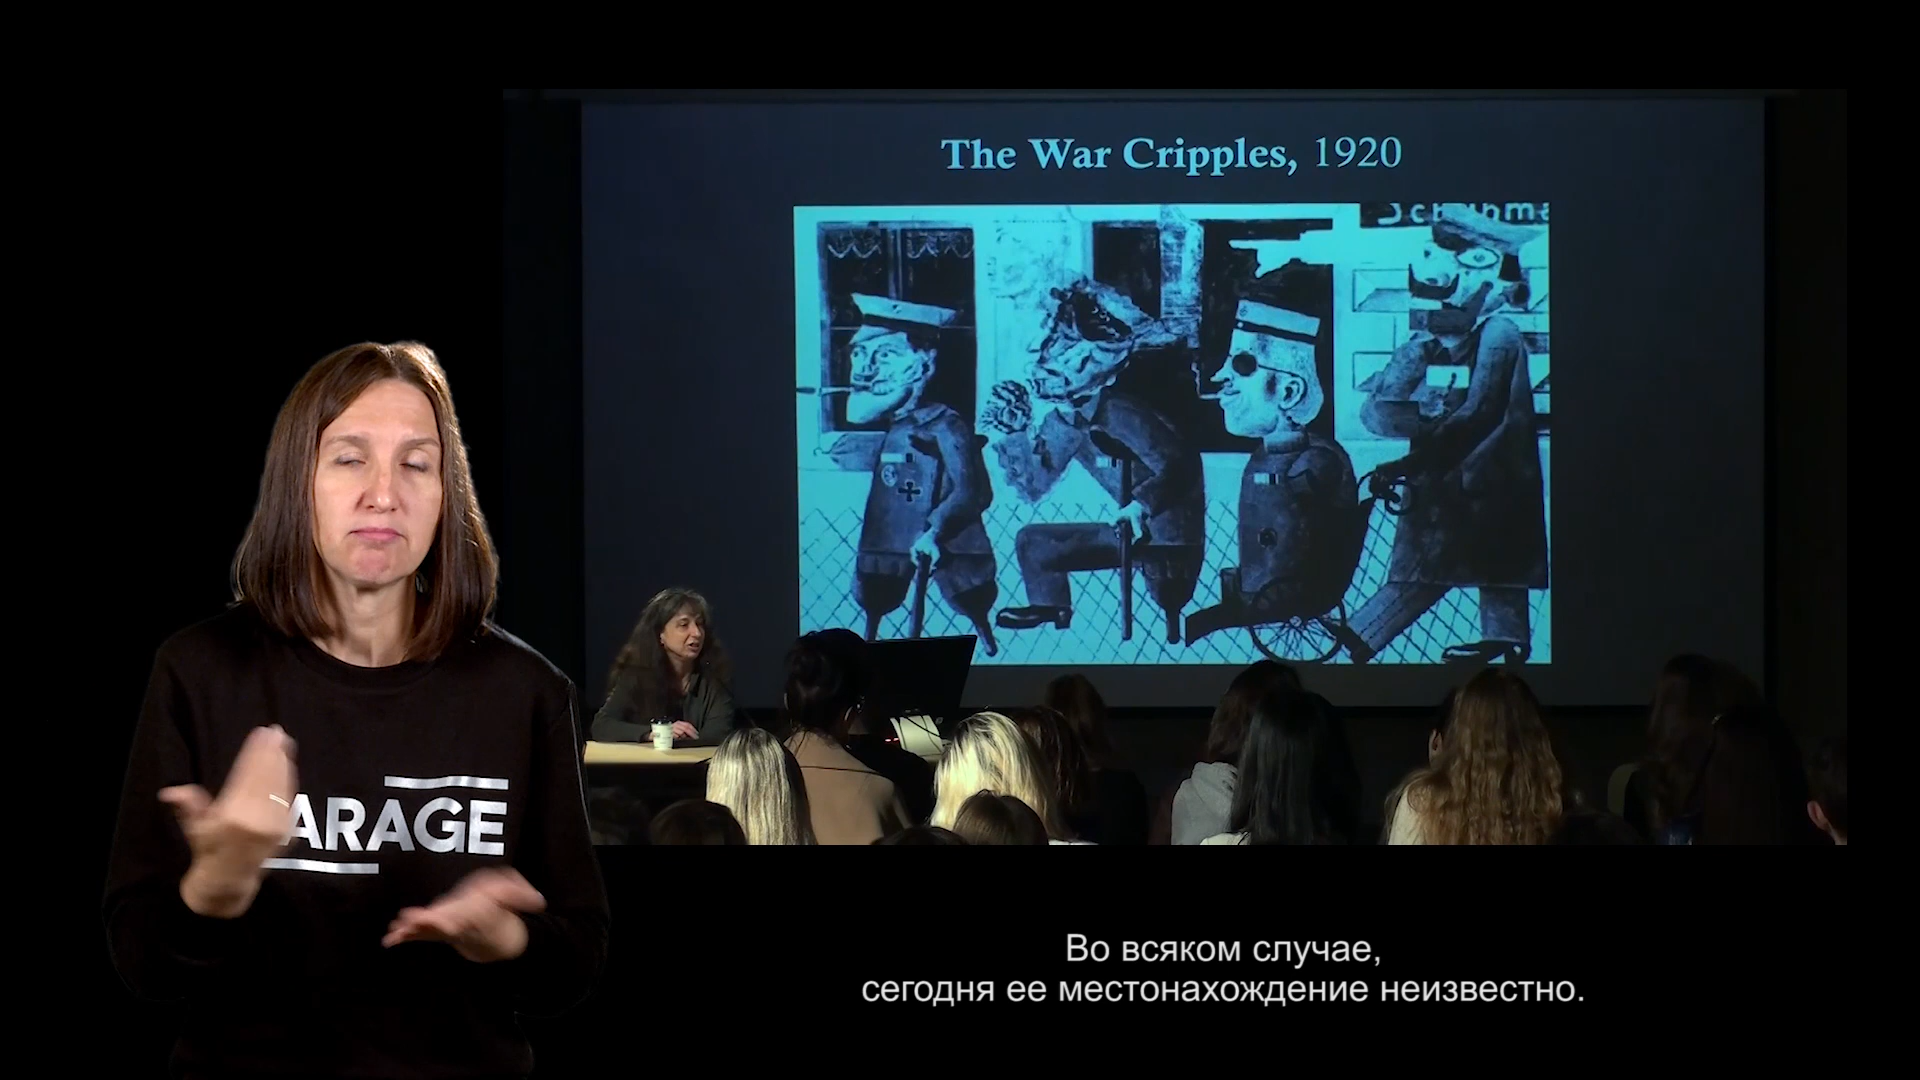 The War Cripples, 1920
ARAGE
Во всяком случае,
сегодня ее местонахождение неизвестно.